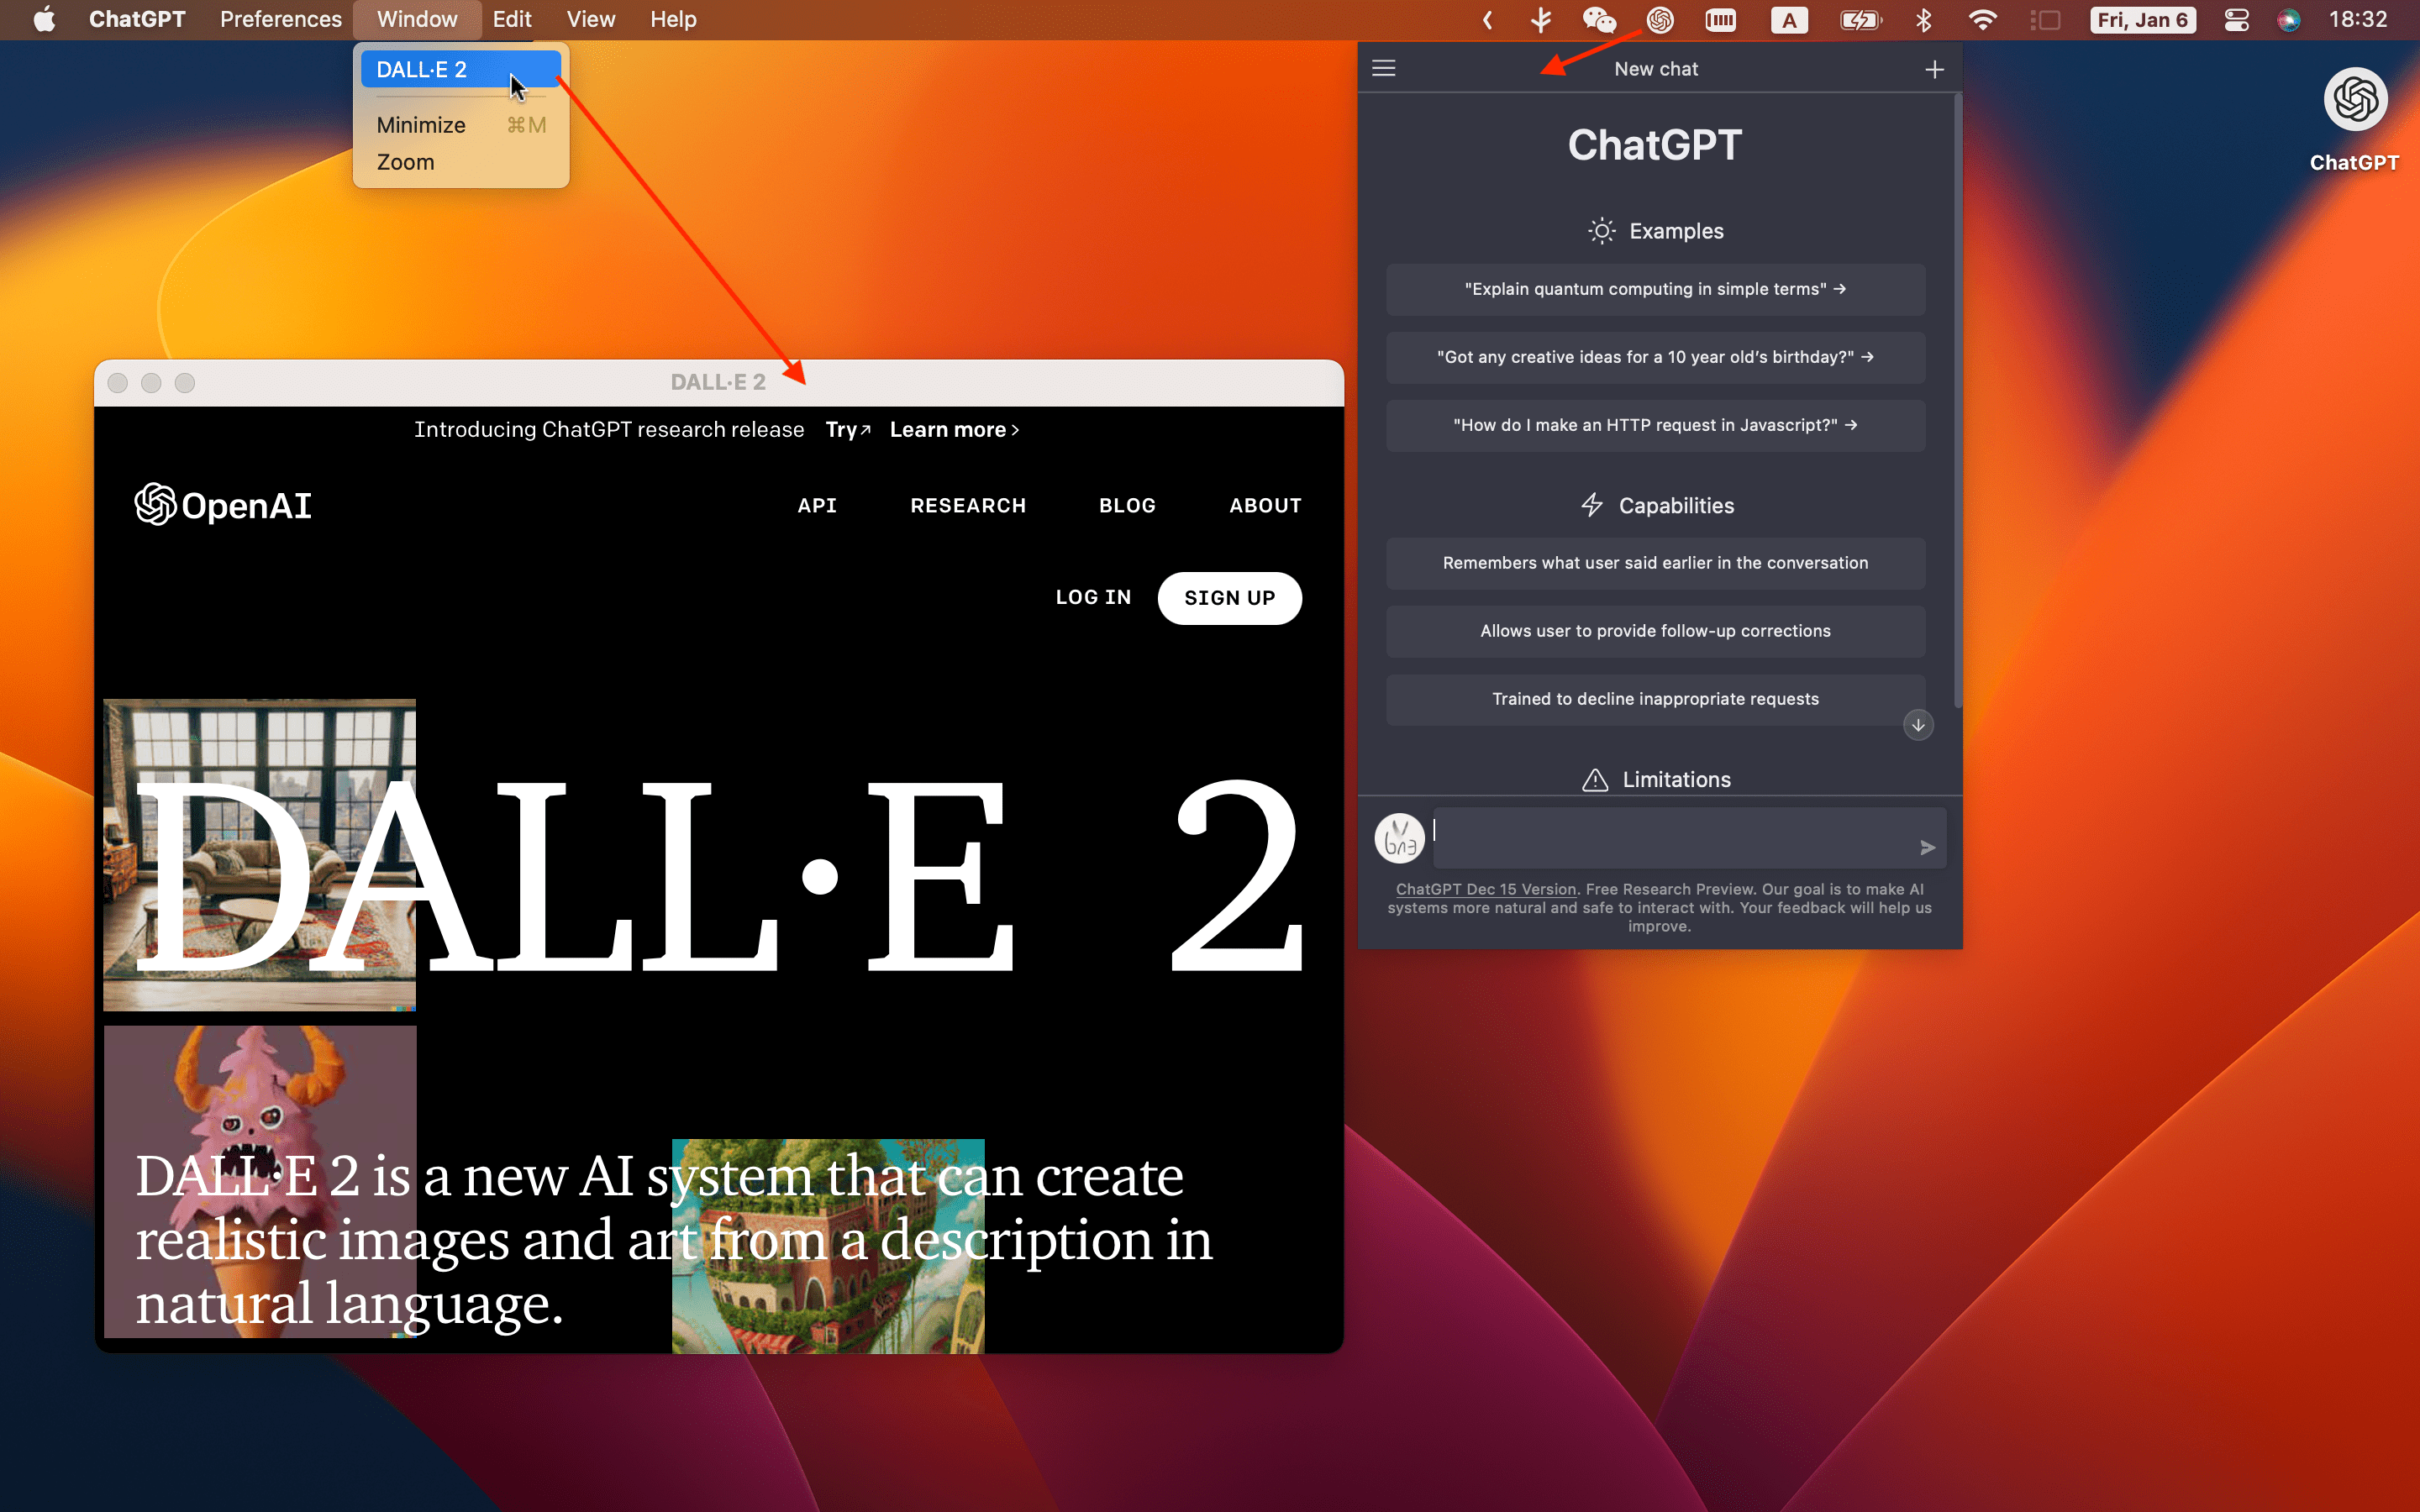 ChatGPT Preferences Window Edit View Help
A Fri, Jan 6 18:32
DALL·E 2
Minimize ⌘M
Zoom
DALL·E 2
Introducing ChatGPT research release Try↗ Learn more ›
OpenAI
API RESEARCH BLOG ABOUT
LOG IN SIGN UP
DALL·E 2
DALL·E 2 is a new AI system that can create
realistic images and art from a description in
natural language.
New chat
ChatGPT
Examples
"Explain quantum computing in simple terms" →
"Got any creative ideas for a 10 year old's birthday?" →
"How do I make an HTTP request in Javascript?" →
Capabilities
Remembers what user said earlier in the conversation
Allows user to provide follow-up corrections
Trained to decline inappropriate requests
Limitations
ChatGPT Dec 15 Version. Free Research Preview. Our goal is to make AI
systems more natural and safe to interact with. Your feedback will help us
improve.
ChatGPT